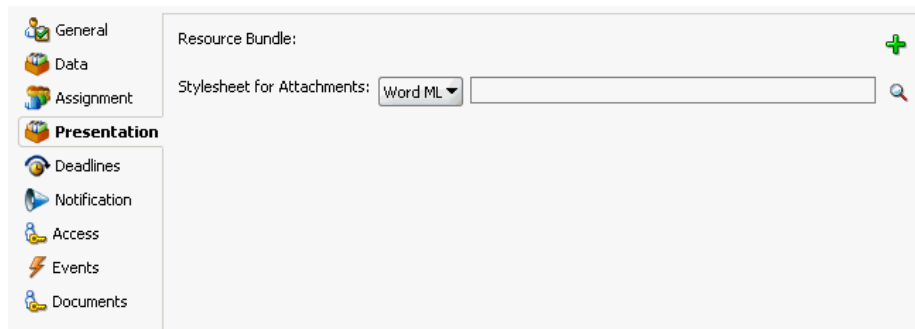 General
Data
Assignment
Presentation
Deadlines
Notification
Access
Events
Documents
Resource Bundle:
Stylesheet for Attachments: Word ML